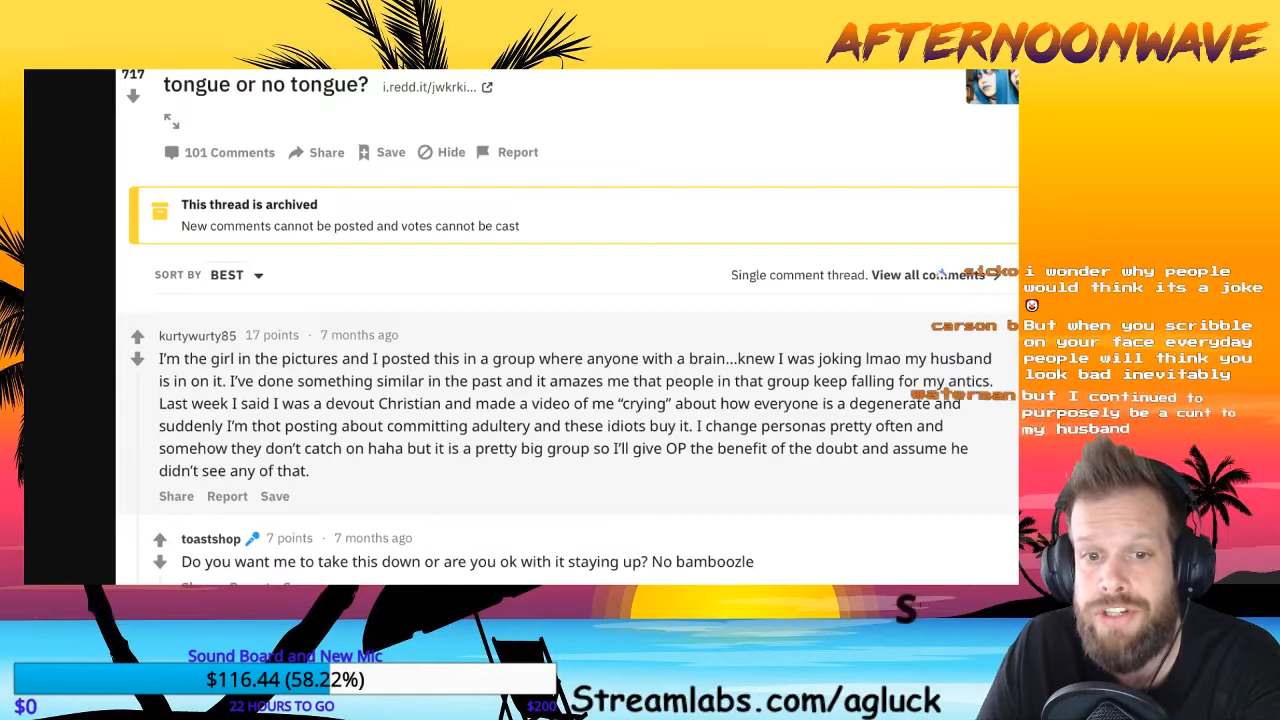 AFTERNOONWAVE
717
tongue or no tongue? i.redd.it/jwkrki...
101 Comments Share Save Hide Report
This thread is archived
New comments cannot be posted and votes cannot be cast
SORT BY BEST
Single comment thread. View all comments
kurtywurty85 17 points · 7 months ago
I'm the girl in the pictures and I posted this in a group where anyone with a brain...knew I was joking lmao my husband
is in on it. I've done something similar in the past and it amazes me that people in that group keep falling for my antics.
Last week I said I was a devout Christian and made a video of me “crying” about how everyone is a degenerate and
suddenly I'm thot posting about committing adultery and these idiots buy it. I change personas pretty often and
somehow they don't catch on haha but it is a pretty big group so I'll give OP the benefit of the doubt and assume he
didn't see any of that.
Share Report Save
toastshop 7 points · 7 months ago
Do you want me to take this down or are you ok with it staying up? No bamboozle
sicko i wonder why people
would think its a joke
carson b But when you scribble
on your face everyday
people will think you
look bad inevitably
waterman but I continued to
purposely be a cunt to
my husband
S
Sound Board and New Mic
$116.44 (58.22%)
$0 22 HOURS TO GO $200
Streamlabs.com/agluck